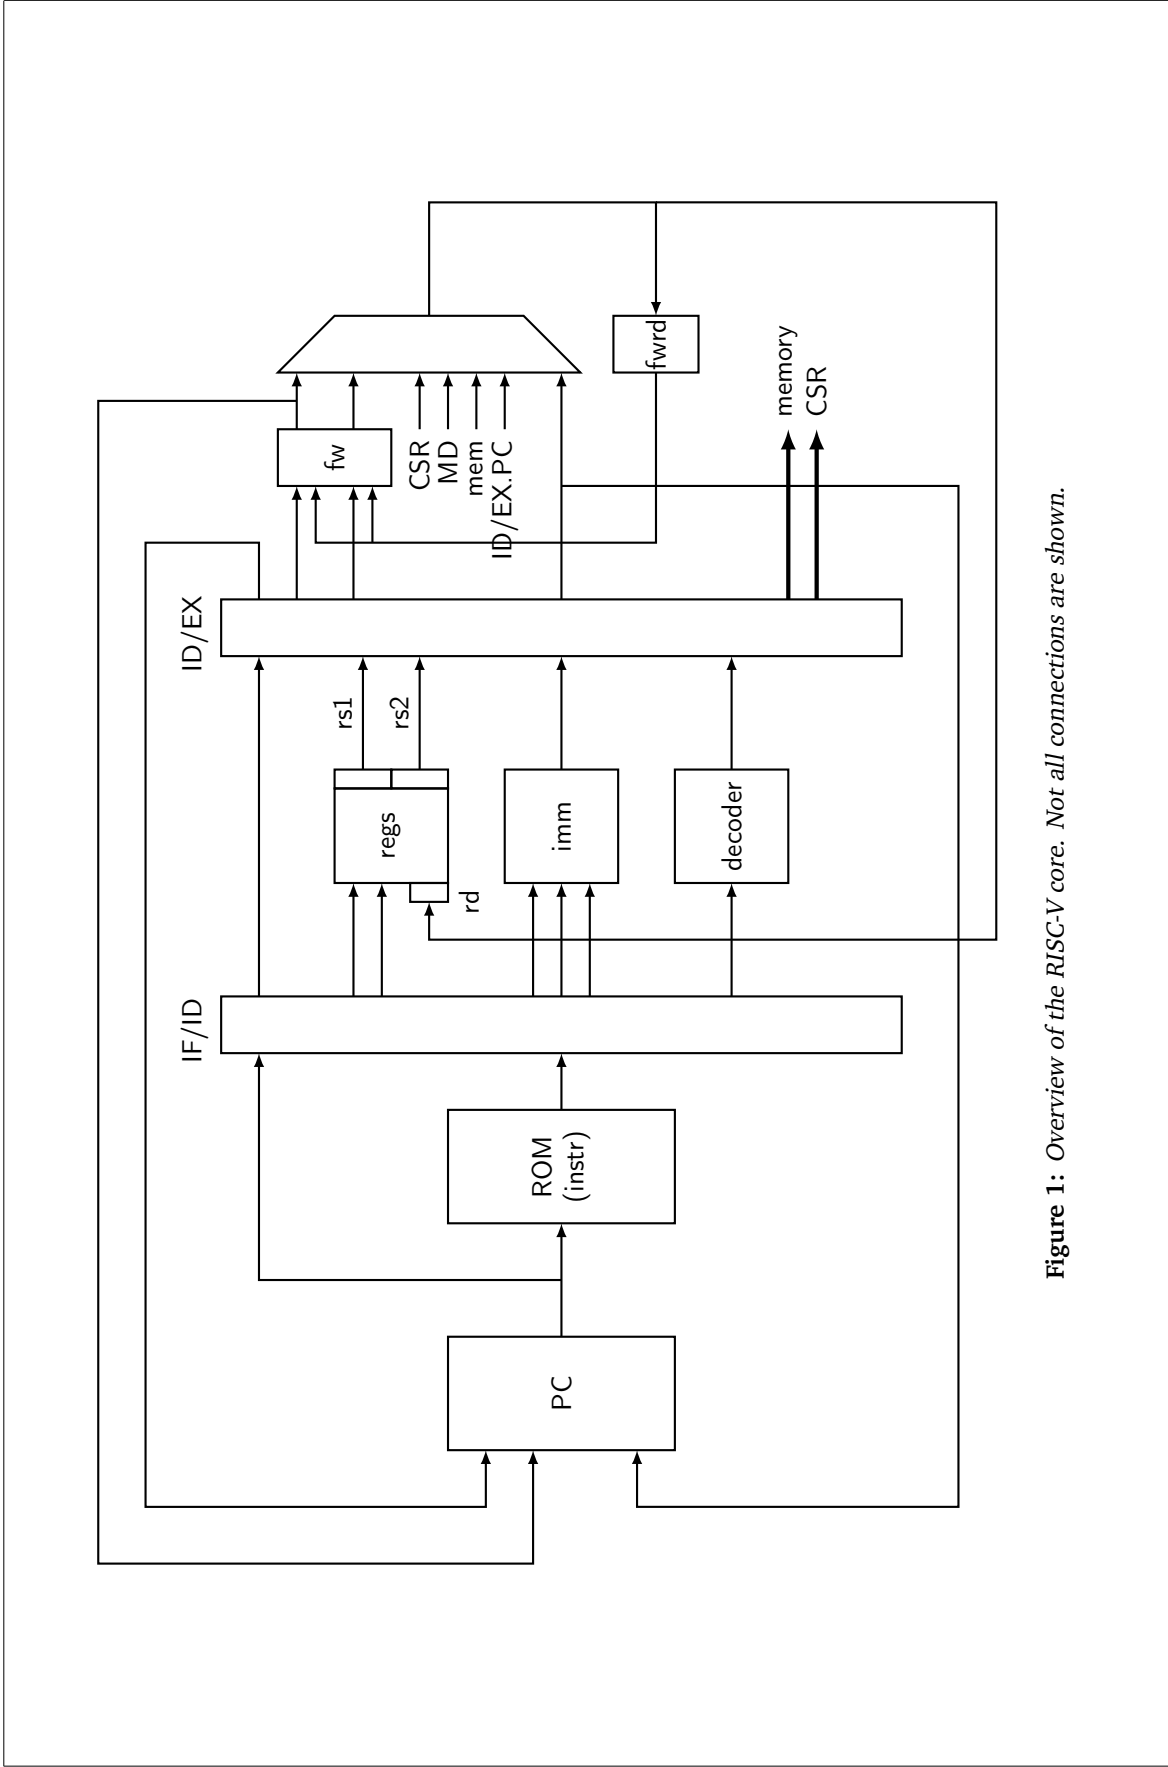 IF/ID
ID/EX
PC
ROM
(instr)
regs
rd
rs1
rs2
imm
decoder
fw
CSR
MD
mem
ID/EX.PC
fwrd
memory
CSR
Figure 1: Overview of the RISC-V core. Not all connections are shown.